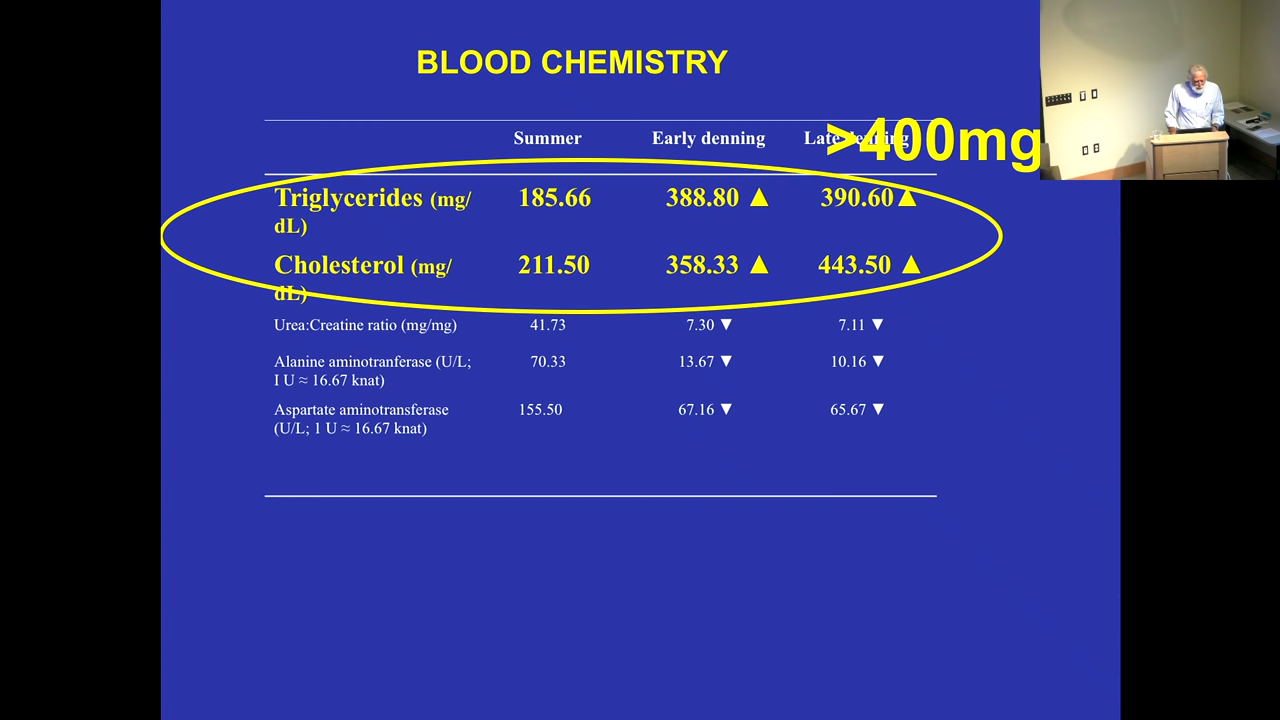 BLOOD CHEMISTRY
>400mg
Summer Early denning Late denning
Triglycerides (mg/ 185.66 388.80 ▲ 390.60 ▲
dL)
Cholesterol (mg/ 211.50 358.33 ▲ 443.50 ▲
dL)
Urea:Creatine ratio (mg/mg) 41.73 7.30 ▼ 7.11 ▼
Alanine aminotranferase (U/L; 70.33 13.67 ▼ 10.16 ▼
I U ≈ 16.67 knat)
Aspartate aminotransferase 155.50 67.16 ▼ 65.67 ▼
(U/L; 1 U ≈ 16.67 knat)